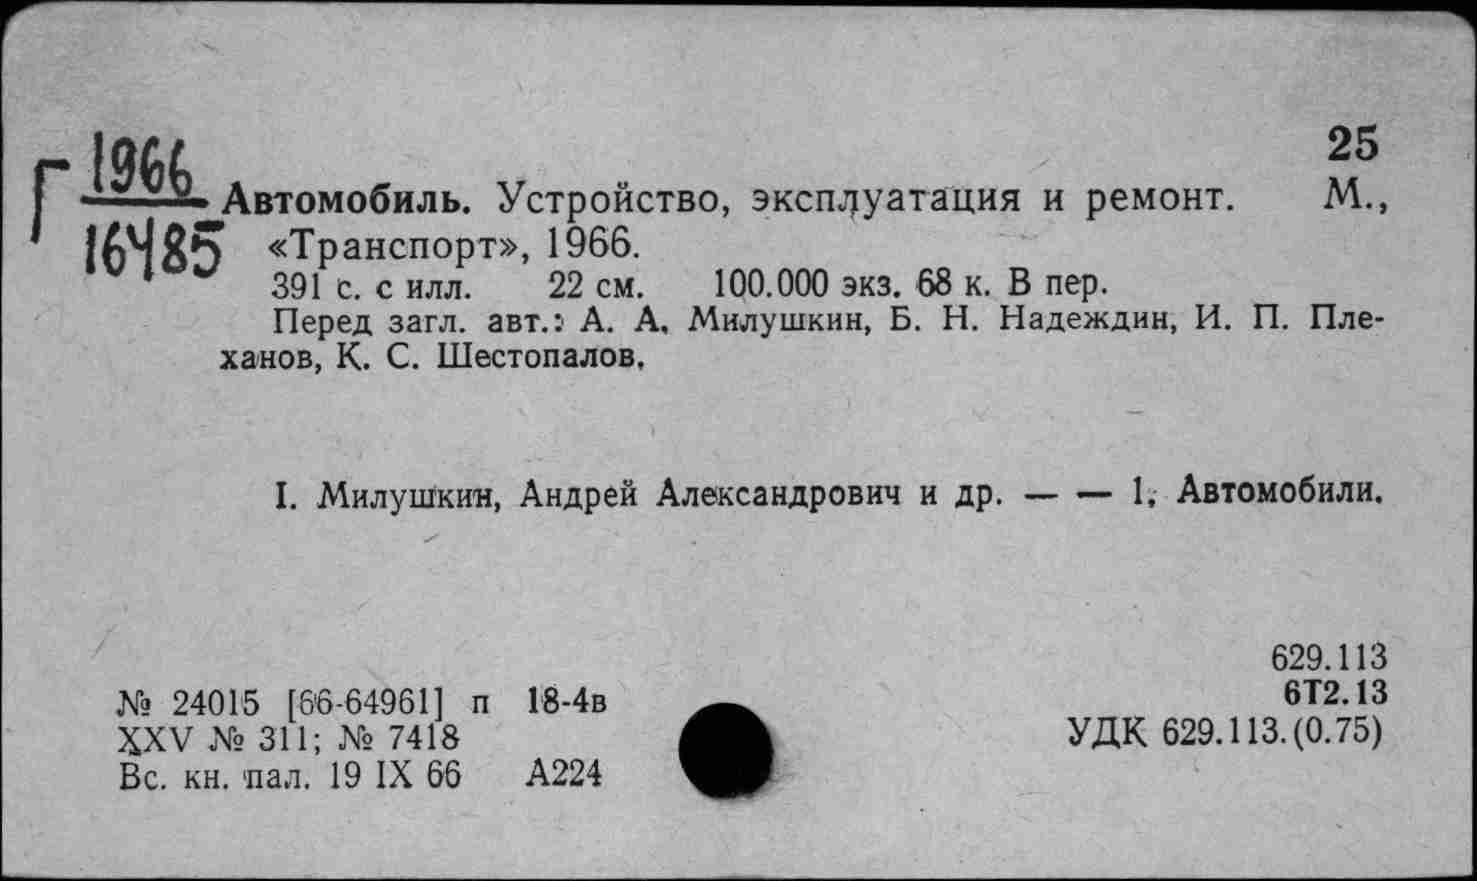 25
Г 1966
16485
Автомобиль. Устройство, эксплуатация и ремонт. М.,
«Транспорт», 1966.
391 с. с илл. 22 см. 100.000 экз. 68 к. В пер.
Перед загл. авт.: А. А. Милушкин, Б. Н. Надеждин, И. П. Пле-
ханов, К. С. Шестопалов.
I. Милушкин, Андрей Александрович и др. — — 1. Автомобили.
629.113
6Т2.13
УДК 629.113.(0.75)
№ 24015 [66-64961] п 18-4в
XXV № 311; № 7418
Вс. кн. пал. 19 IX 66 А224